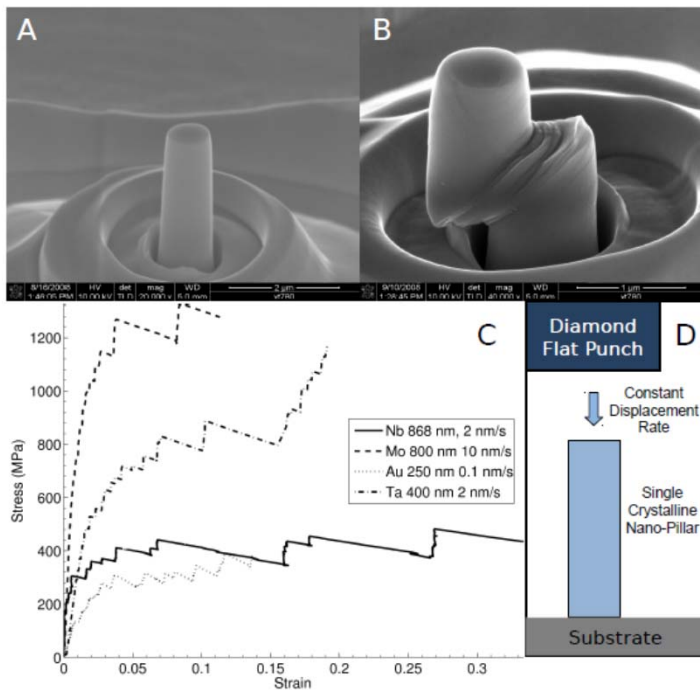 A
B
8/16/2008 HV det mag WD 2 µm
1:48:05 PM 10.00 kV TLD 20,000 x 5.0 mm vt780
9/10/2008 HV det mag WD 1 µm
1:28:45 PM 10.00 kV TLD 40,000 x 5.0 mm vt780
C
1200
1000
800
600
400
200
0
Stress (MPa)
Nb 868 nm, 2 nm/s
Mo 800 nm 10 nm/s
Au 250 nm 0.1 nm/s
Ta 400 nm 2 nm/s
0 0.05 0.1 0.15 0.2 0.25 0.3
Strain
Diamond
Flat Punch
D
Constant
Displacement
Rate
Single
Crystalline
Nano-Pillar
Substrate